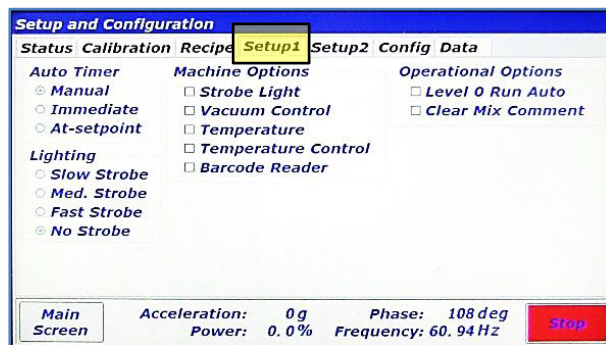 Setup and Configuration
Status Calibration Recipe Setup1 Setup2 Config Data
Auto Timer
Manual
Immediate
At-setpoint
Lighting
Slow Strobe
Med. Strobe
Fast Strobe
No Strobe
Machine Options
Strobe Light
Vacuum Control
Temperature
Temperature Control
Barcode Reader
Operational Options
Level 0 Run Auto
Clear Mix Comment
Main Screen
Acceleration: 0 g Phase: 108 deg
Power: 0.0% Frequency: 60.94 Hz
Stop